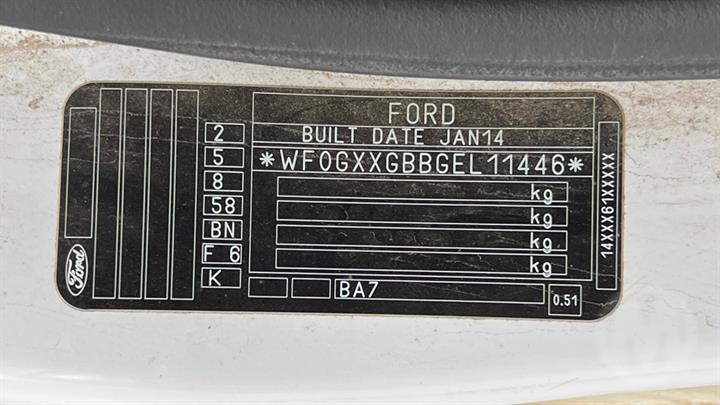 FORD
BUILT DATE JAN14
*WF0GXXGBBGEL11446*
kg
kg
kg
kg
2
5
8
58
BN
F 6
K
BA7
0.51
14XXX61XXXXX
Ford